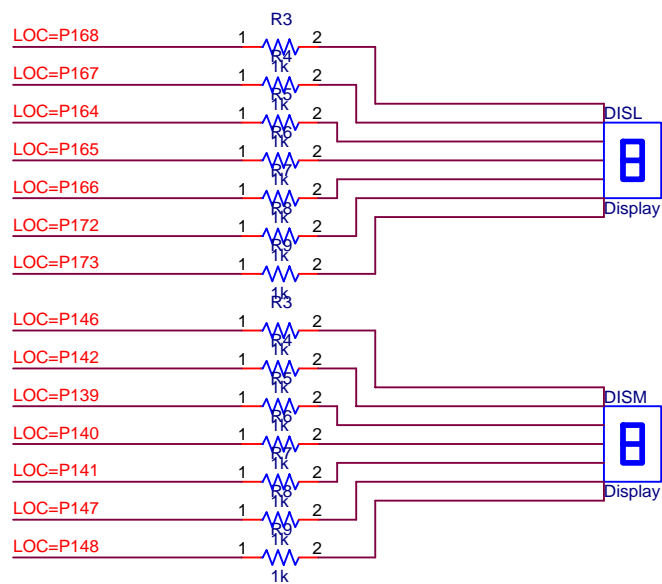 R3
LOC=P168 1 2
R4
1k
LOC=P167 1 2 
R5
1k
LOC=P164 1 2 DISL
R6
1k
LOC=P165 1 2
R7
1k
LOC=P166 1 2
R8 Display
1k
LOC=P172 1 2
R9
1k
LOC=P173 1 2
1k
R3
LOC=P146 1 2
R4
1k
LOC=P142 1 2
R5
1k
LOC=P139 1 2 DISM
R6
1k
LOC=P140 1 2
R7
1k
LOC=P141 1 2
R8 Display
1k
LOC=P147 1 2
R9
1k
LOC=P148 1 2
1k